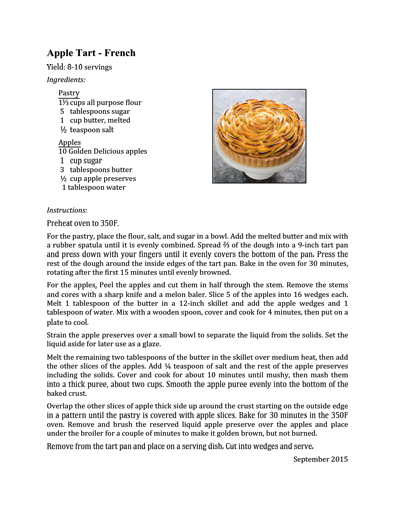 Apple Tart - French
Yield: 8-10 servings
Ingredients:
Pastry
1⅓ cups all purpose flour
5 tablespoons sugar
1 cup butter, melted
½ teaspoon salt
Apples
10 Golden Delicious apples
1 cup sugar
3 tablespoons butter
½ cup apple preserves
1 tablespoon water
Instructions:
Preheat oven to 350F.
For the pastry, place the flour, salt, and sugar in a bowl. Add the melted butter and mix with
a rubber spatula until it is evenly combined. Spread ⅔ of the dough into a 9-inch tart pan
and press down with your fingers until it evenly covers the bottom of the pan. Press the
rest of the dough around the inside edges of the tart pan. Bake in the oven for 30 minutes,
rotating after the first 15 minutes until evenly browned.
For the apples, Peel the apples and cut them in half through the stem. Remove the stems
and cores with a sharp knife and a melon baler. Slice 5 of the apples into 16 wedges each.
Melt 1 tablespoon of the butter in a 12-inch skillet and add the apple wedges and 1
tablespoon of water. Mix with a wooden spoon, cover and cook for 4 minutes, then put on a
plate to cool.
Strain the apple preserves over a small bowl to separate the liquid from the solids. Set the
liquid aside for later use as a glaze.
Melt the remaining two tablespoons of the butter in the skillet over medium heat, then add
the other slices of the apples. Add ¼ teaspoon of salt and the rest of the apple preserves
including the solids. Cover and cook for about 10 minutes until mushy, then mash them
into a thick puree, about two cups. Smooth the apple puree evenly into the bottom of the
baked crust.
Overlap the other slices of apple thick side up around the crust starting on the outside edge
in a pattern until the pastry is covered with apple slices. Bake for 30 minutes in the 350F
oven. Remove and brush the reserved liquid apple preserve over the apples and place
under the broiler for a couple of minutes to make it golden brown, but not burned.
Remove from the tart pan and place on a serving dish. Cut into wedges and serve.
September 2015